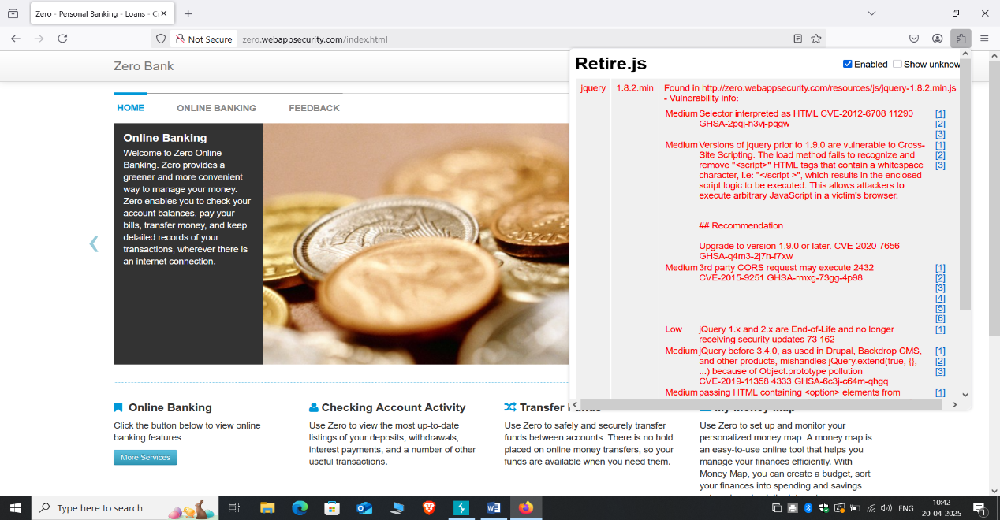 Zero - Personal Banking - Loans - C
Not Secure
zero.webappsecurity.com/index.html
Zero Bank
HOME
ONLINE BANKING
FEEDBACK
Online Banking
Welcome to Zero Online
Banking. Zero provides a
greener and more convenient
way to manage your money.
Zero enables you to check your
account balances, pay your
bills, transfer money, and keep
detailed records of your
transactions, wherever there is
an internet connection.
Retire.js
Enabled
Show unknow
jquery
1.8.2.min
Found in http://zero.webappsecurity.com/resources/js/jquery-1.8.2.min.js
- Vulnerability info:
Medium Selector interpreted as HTML CVE-2012-6708 11290 [1]
GHSA-2pqj-h3vj-pqgw [2]
[3]
Medium Versions of jquery prior to 1.9.0 are vulnerable to Cross- [1]
Site Scripting. The load method fails to recognize and [2]
remove "<script>" HTML tags that contain a whitespace [3]
character, i.e: "</script >", which results in the enclosed
script logic to be executed. This allows attackers to
execute arbitrary JavaScript in a victim's browser.
## Recommendation
Upgrade to version 1.9.0 or later. CVE-2020-7656
GHSA-q4m3-2j7h-f7xw
Medium 3rd party CORS request may execute 2432 [1]
CVE-2015-9251 GHSA-rmxg-73gg-4p98 [2]
[3]
[4]
[5]
[6]
Low jQuery 1.x and 2.x are End-of-Life and no longer [1]
receiving security updates 73 162
Medium jQuery before 3.4.0, as used in Drupal, Backdrop CMS, [1]
and other products, mishandles jQuery.extend(true, {}, [2]
...) because of Object.prototype pollution [3]
CVE-2019-11358 4333 GHSA-6c3j-c64m-qhgq
Medium passing HTML containing <option> elements from [1]
Online Banking
Click the button below to view online
banking features.
More Services
Checking Account Activity
Use Zero to view the most up-to-date
listings of your deposits, withdrawals,
interest payments, and a number of other
useful transactions.
Transfer Funds
Use Zero to safely and securely transfer
funds between accounts. There is no hold
placed on online money transfers, so your
funds are available when you need them.
My Money Map
Use Zero to set up and monitor your
personalized money map. A money map is
an easy-to-use online tool that helps you
manage your finances efficiently. With
Money Map, you can create a budget, sort
your finances into spending and savings
Type here to search
ENG
10:42
20-04-2025
1